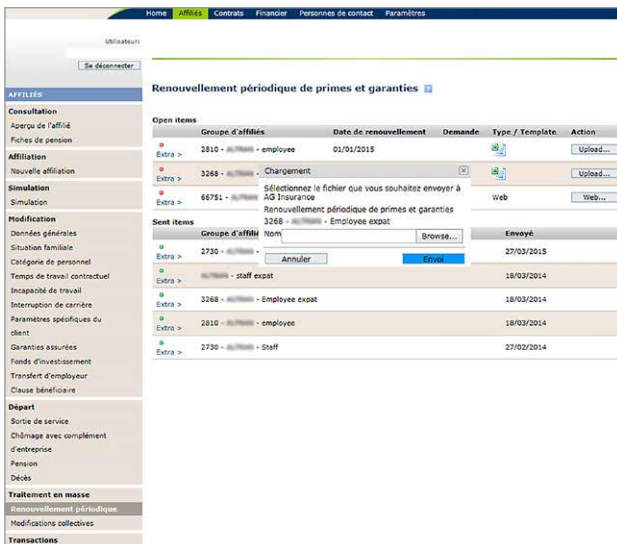 Home Affiliés Contrats Financier Personnes de contact Paramètres
Utilisateur:
Se déconnecter
AFFILIÉS
Consultation
Aperçu de l'affilié
Fiches de pension
Affiliation
Nouvelle affiliation
Simulation
Simulation
Modification
Données générales
Situation familiale
Catégorie de personnel
Temps de travail contractuel
Incapacité de travail
Interruption de carrière
Paramètres spécifiques du
client
Garanties assurées
Fonds d'investissement
Transfert d'employeur
Clause bénéficiaire
Départ
Sortie de service
Chômage avec complément
d'entreprise
Pension
Décès
Traitement en masse
Renouvellement périodique
Modifications collectives
Transactions
Renouvellement périodique de primes et garanties ?
Open items
Groupe d'affiliés Date de renouvellement Demande Type / Template Action
Extra > 2810 - - employee 01/01/2015 Upload...
Extra > 3268 - Upload...
Extra > 66751 - Web Web...
Sent items
Groupe d'affilié Envoyé
Extra > 2730 - - 27/03/2015
Extra > - staff expat 18/03/2014
Extra > 3268 - - Employee expat 18/03/2014
Extra > 2810 - - employee 18/03/2014
Extra > 2730 - - Staff 27/02/2014
Chargement
Sélectionnez le fichier que vous souhaitez envoyer à
AG Insurance
Renouvellement périodique de primes et garanties
3268 - - Employee expat
Nom Browse...
Annuler Envoi